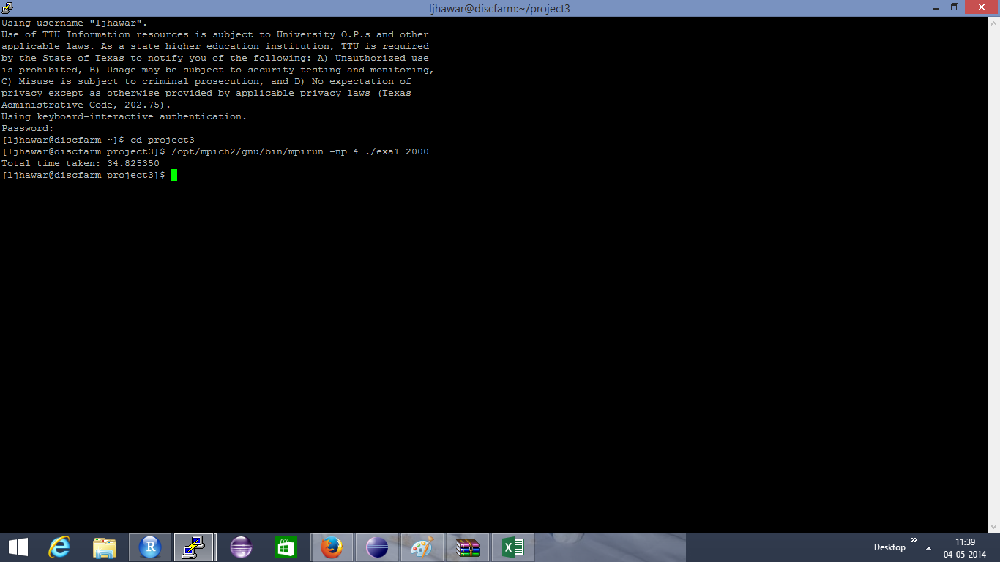 ljhawar@discfarm:~/project3
Using username "ljhawar".
Use of TTU Information resources is subject to University O.P.s and other
applicable laws. As a state higher education institution, TTU is required
by the State of Texas to notify you of the following: A) Unauthorized use
is prohibited, B) Usage may be subject to security testing and monitoring,
C) Misuse is subject to criminal prosecution, and D) No expectation of
privacy except as otherwise provided by applicable privacy laws (Texas
Administrative Code, 202.75).
Using keyboard-interactive authentication.
Password:
[ljhawar@discfarm ~]$ cd project3
[ljhawar@discfarm project3]$ /opt/mpich2/gnu/bin/mpirun -np 4 ./exa1 2000
Total time taken: 34.825350
[ljhawar@discfarm project3]$
Desktop
11:39
04-05-2014